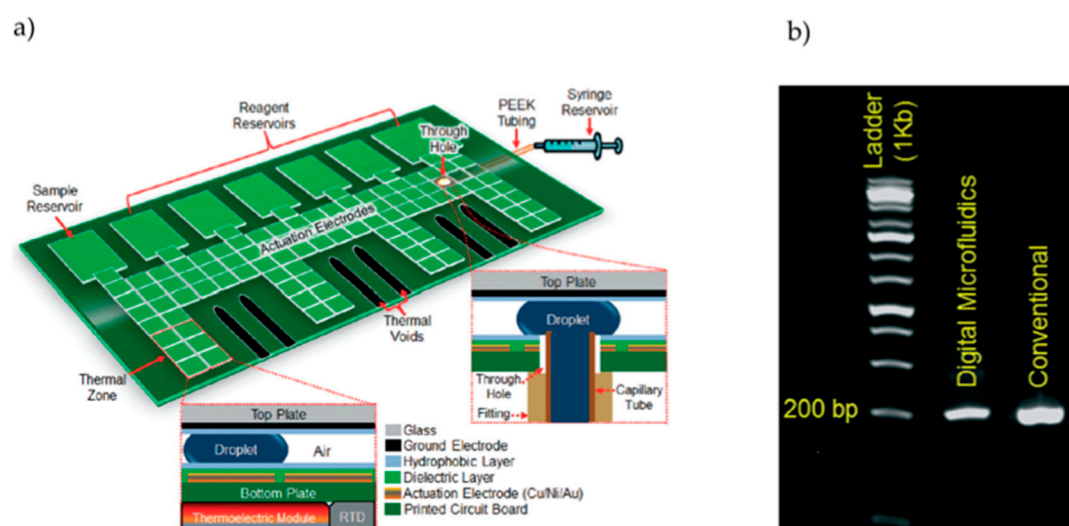 a)
Reagent
Reservoirs
PEEK
Tubing
Syringe
Reservoir
Through
Hole
Sample
Reservoir
Actuation Electrodes
Thermal
Voids
Thermal
Zone
Top Plate
Droplet
Through
Hole
Fitting
Capillary
Tube
Top Plate
Droplet
Air
Bottom Plate
Thermoelectric Module
RTD
Glass
Ground Electrode
Hydrophobic Layer
Dielectric Layer
Actuation Electrode (Cu/Ni/Au)
Printed Circuit Board
b)
Ladder
(1Kb)
Digital Microfluidics
Conventional
200 bp